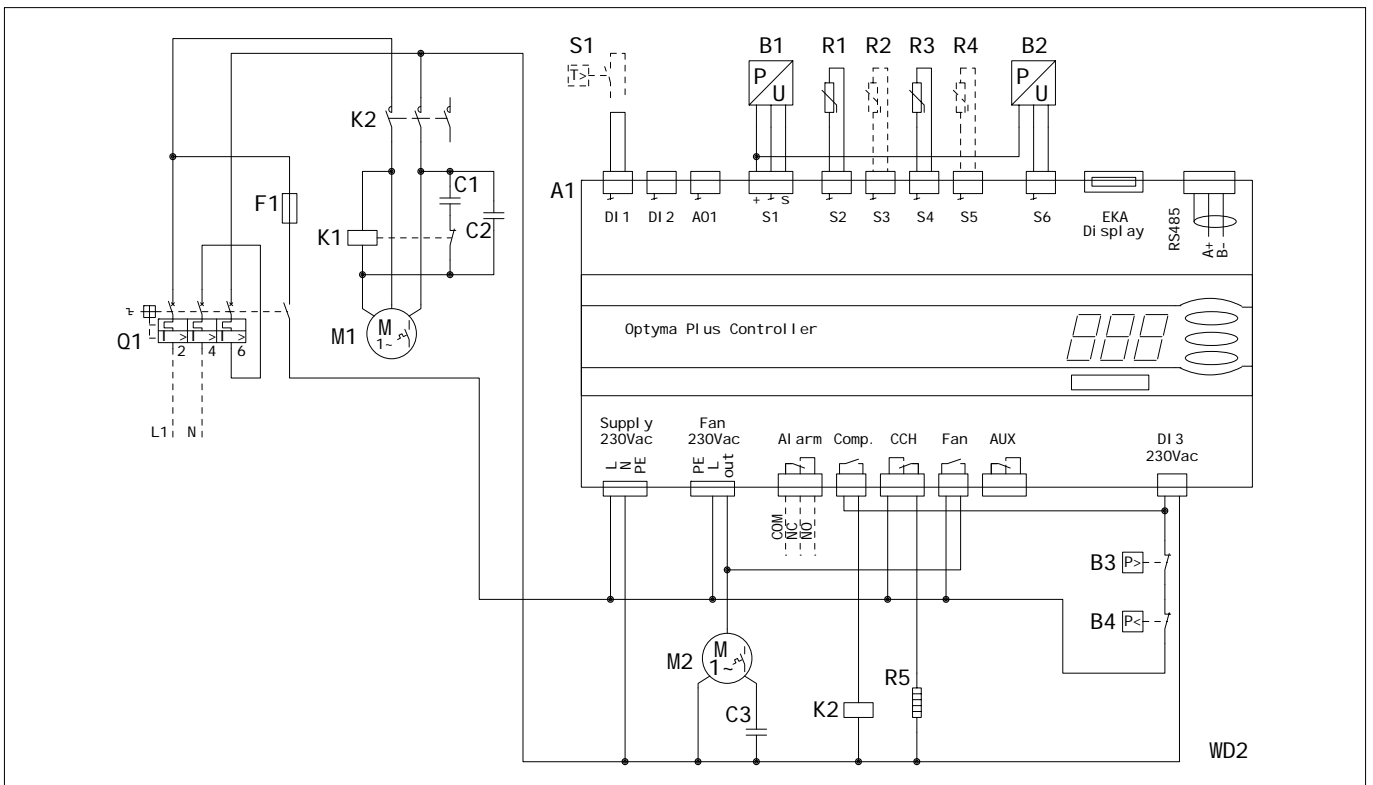 S1 B1 R1 R2 R3 R4 B2
T> P U P U
K2
A1
C1
F1
+ s
DI1 DI2 AO1 S1 S2 S3 S4 S5 S6 EKA
Display
RS485
A+
B-
K1 C2
M
1~
M1
Q1
> > >
2 4 6
Optyma Plus Controller
L1 N
Supply Fan
230Vac 230Vac Alarm Comp. CCH Fan AUX DI3
230Vac
L
N
PE
PE
L
out
COM
NC
NO
B3 P>
B4 P<
M2 M
1~
R5
C3 K2
WD2